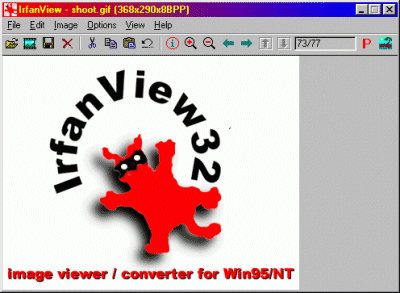 IrfanView - shoot.gif (368x290x8BPP)
File Edit Image Options View Help
73/77 P
IrfanView32
image viewer / converter for Win95/NT